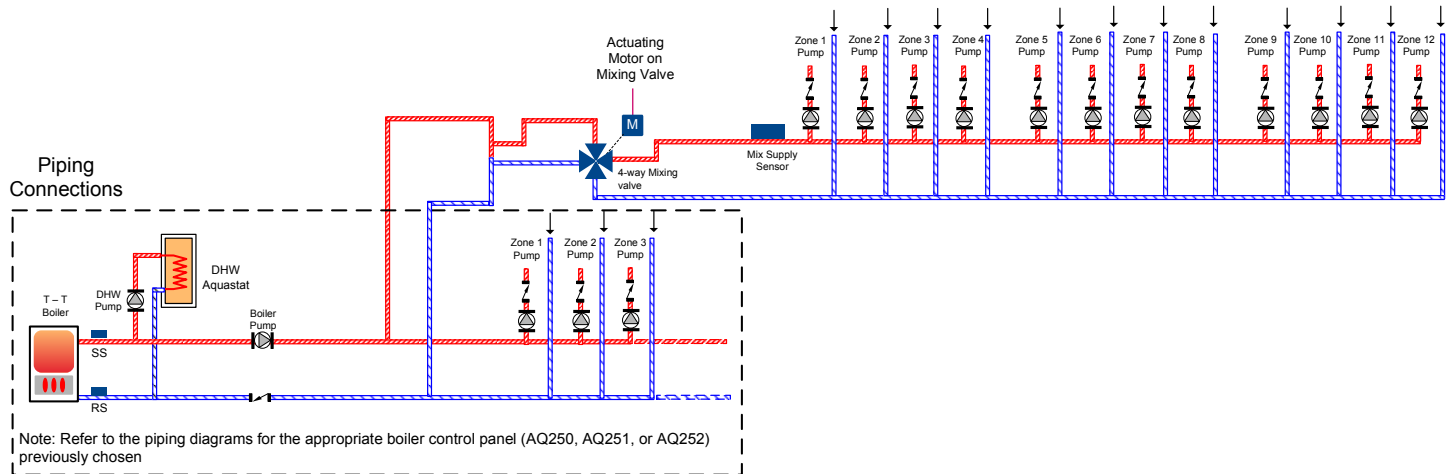 Actuating
Motor on
Mixing Valve
M
Zone 1
Pump
Zone 2
Pump
Zone 3
Pump
Zone 4
Pump
Zone 5
Pump
Zone 6
Pump
Zone 7
Pump
Zone 8
Pump
Zone 9
Pump
Zone 10
Pump
Zone 11
Pump
Zone 12
Pump
Mix Supply
Sensor
4-way Mixing
valve
Piping
Connections
DHW
Aquastat
DHW
Pump
T – T
Boiler
SS
RS
Boiler
Pump
Zone 1
Pump
Zone 2
Pump
Zone 3
Pump
Note: Refer to the piping diagrams for the appropriate boiler control panel (AQ250, AQ251, or AQ252)
previously chosen